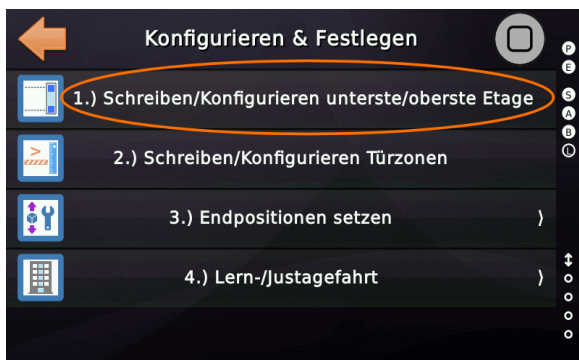 Konfigurieren & Festlegen
1.) Schreiben/Konfigurieren unterste/oberste Etage
2.) Schreiben/Konfigurieren Türzonen
3.) Endpositionen setzen ⟩
4.) Lern-/Justagefahrt ⟩
P
E
S
A
B
L